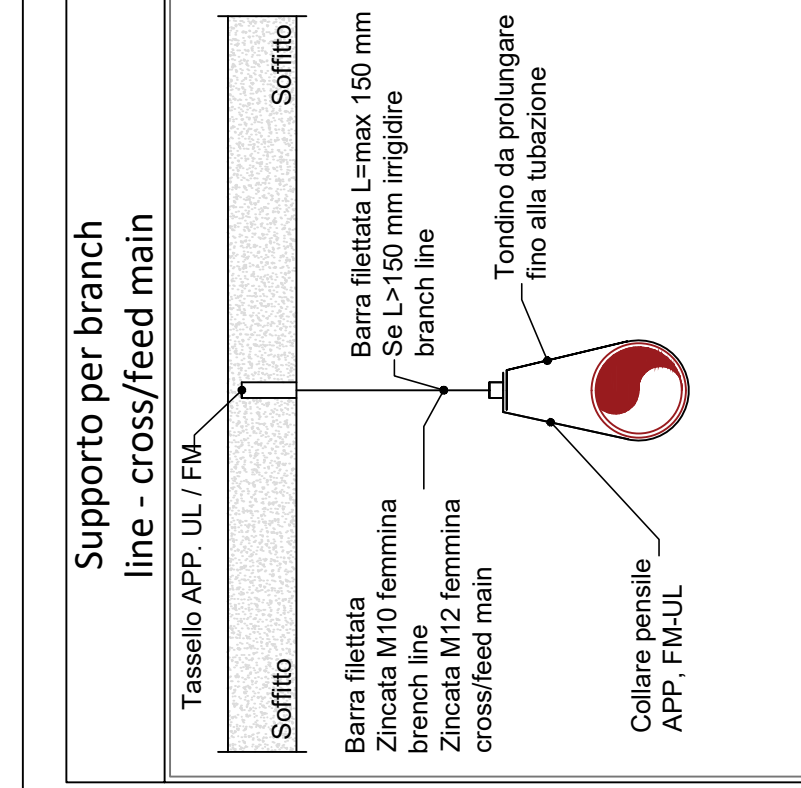 Supporto per branch
line - cross/feed main
Tassello APP. UL / FM
Soffitto
Soffitto
Barra filettata L=max 150 mm
Se L>150 mm irrigidire
branch line
Barra filettata
Zincata M10 femmina
brench line
Zincata M12 femmina
cross/feed main
Tondino da prolungare
fino alla tubazione
Collare pensile
APP, FM-UL